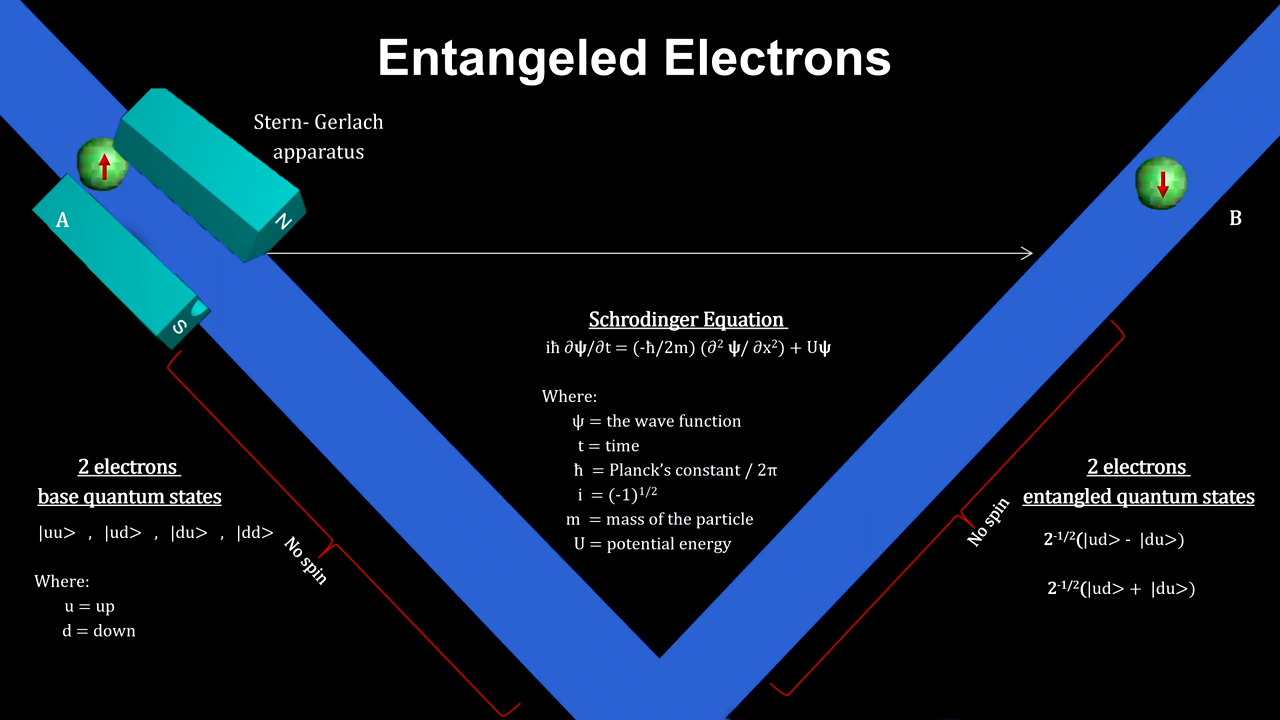 Entangeled Electrons
Stern- Gerlach
apparatus
A
N
S
B
Schrodinger Equation
iħ ∂ψ/∂t = (-ħ/2m) (∂² ψ/ ∂x²) + Uψ
Where:
ψ = the wave function
t = time
ħ = Planck's constant / 2π
i = (-1)^1/2
m = mass of the particle
U = potential energy
2 electrons
base quantum states
|uu> , |ud> , |du> , |dd>
Where:
u = up
d = down
No spin
No spin
2 electrons
entangled quantum states
2^-1/2(|ud> - |du>)
2^-1/2(|ud> + |du>)